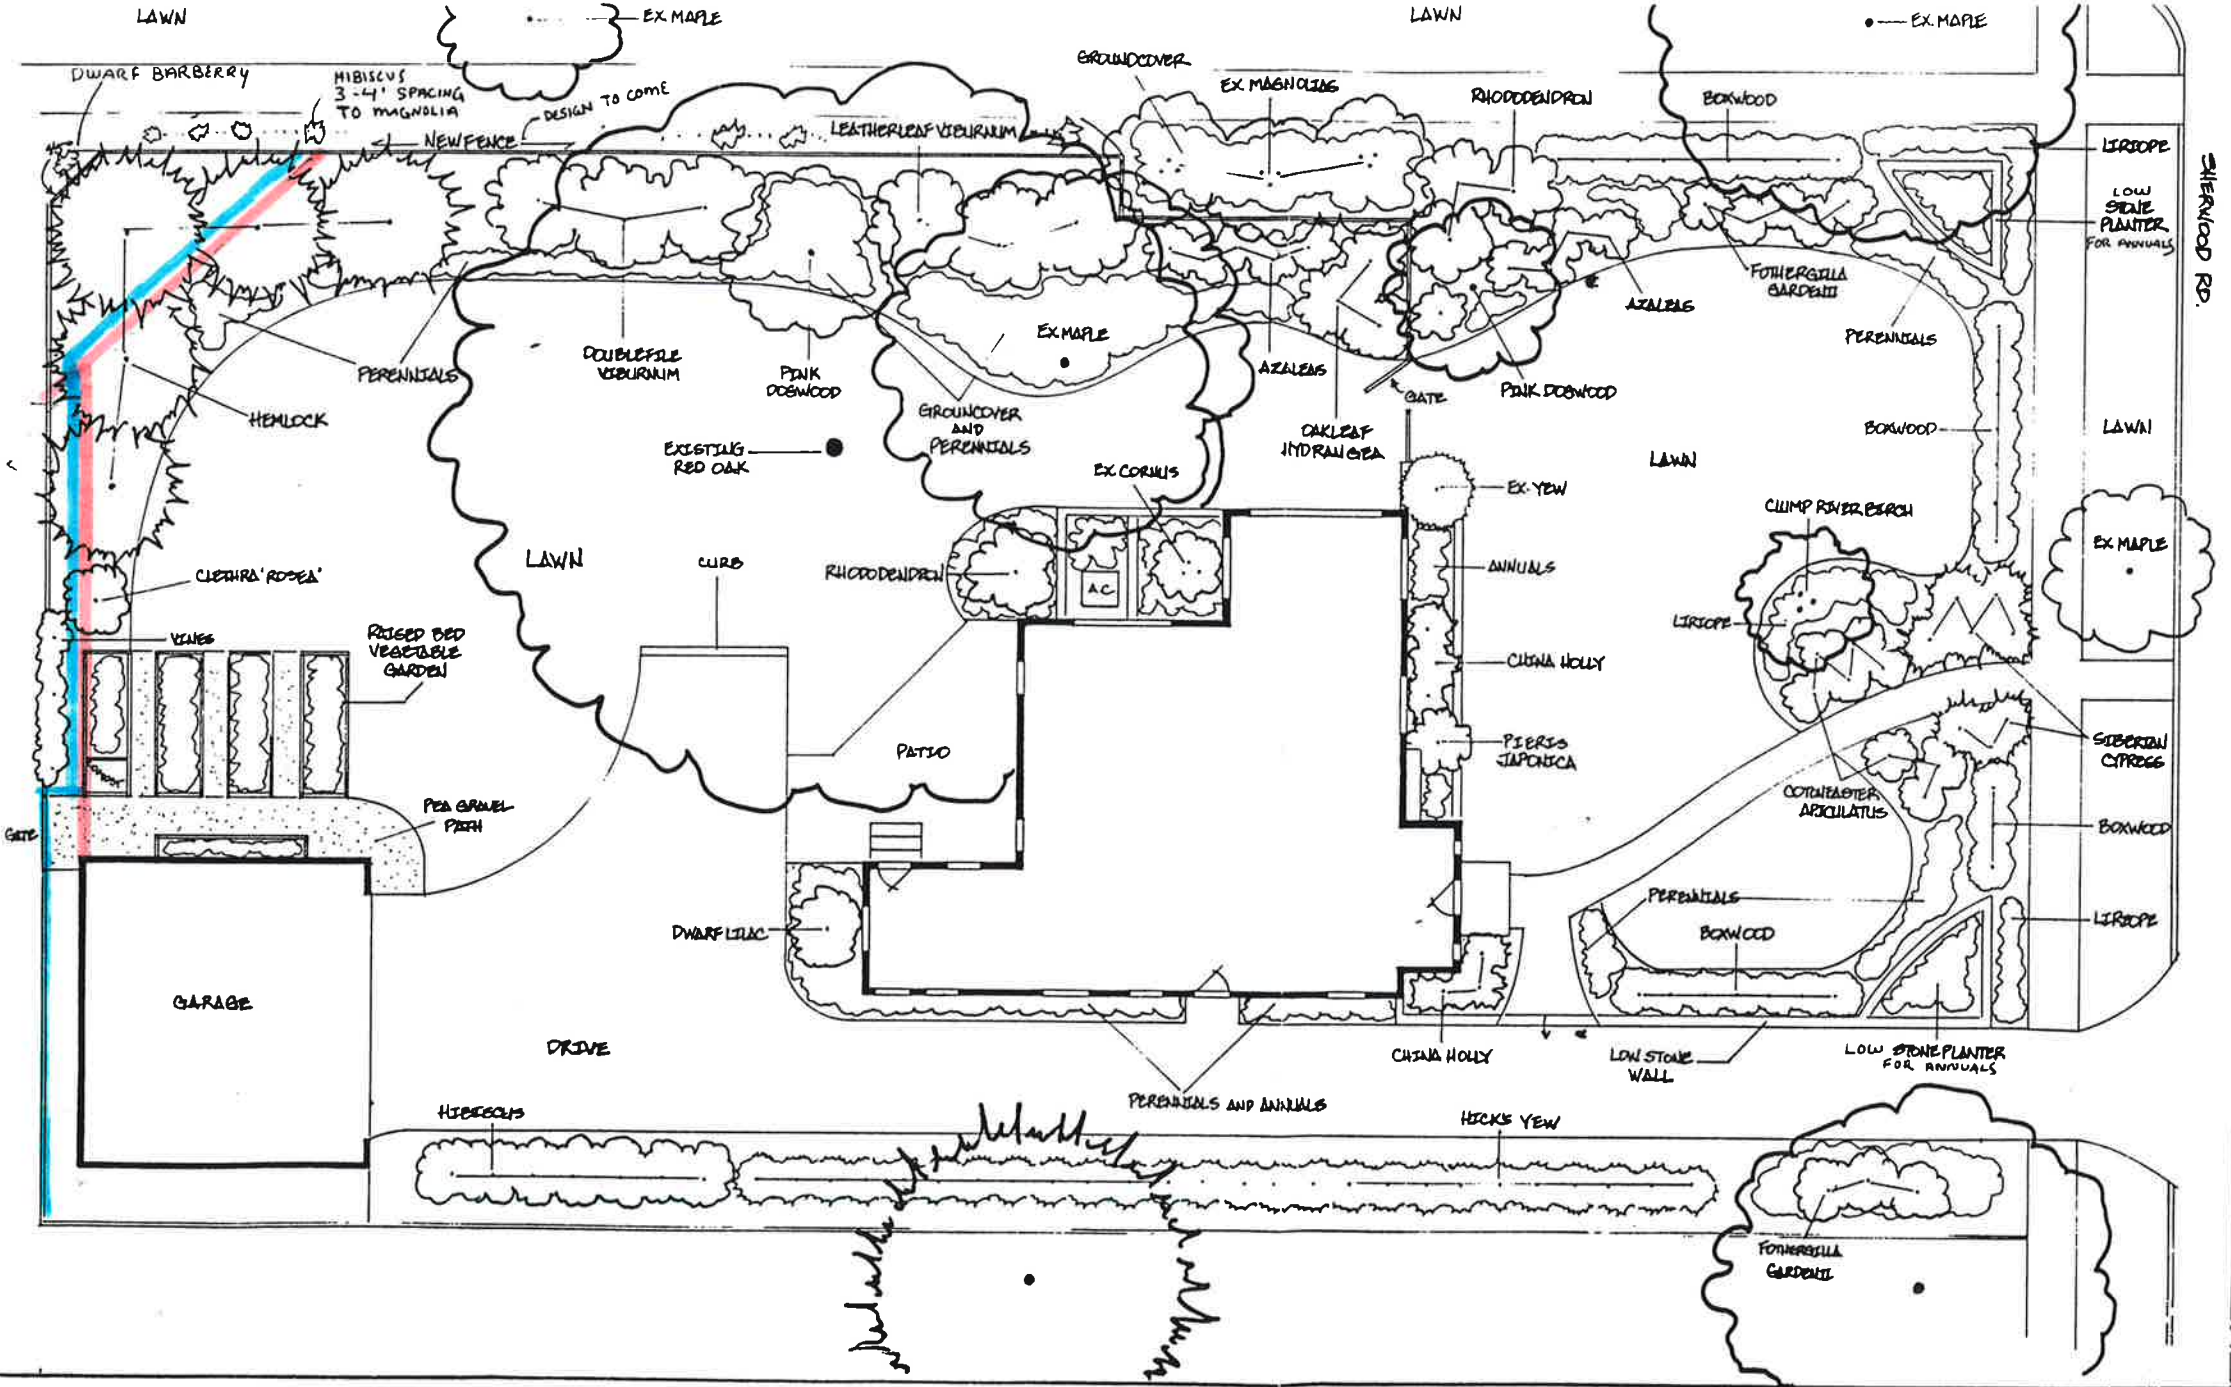 LAWN
EX MAPLE
LAWN
EX. MAPLE
DWARF BARBERRY
HIBISCUS
3-4' SPACING
TO MAGNOLIA
DESIGN TO COME
NEW FENCE
GROUNDCOVER
EX MAGNOLIAS
RHODODENDRON
BOXWOOD
LEATHERLEAF VIBURNUM
LIRIOPE
LOW
STONE
PLANTER
FOR ANNUALS
SHERWOOD RD.
FOTHERGILLA
GARDENII
AZALEAS
PERENNIALS
PERENNIALS
DOUBLEFILE
VIBURNUM
PINK
DOGWOOD
EX MAPLE
AZALEAS
GATE
PINK DOGWOOD
HEMLOCK
GROUNCOVER
AND
PERENNIALS
OAKLEAF
HYDRANGEA
BOXWOOD
LAWN
EXISTING
RED OAK
EX CORNUS
LAWN
EX. YEW
CLUMP RIVER BIRCH
EX MAPLE
LAWN
CURB
RHODODENDRON
A.C.
ANNUALS
CLETHRA 'ROSEA'
LIRIOPE
VINES
RAISED BED
VEGETABLE
GARDEN
CHINA HOLLY
PATIO
PIERIS
JAPONICA
SIBERIAN
CYPRESS
COTONEASTER
APICULATUS
PEA GRAVEL
PATH
GATE
BOXWOOD
PERENNIALS
DWARF LILAC
BOXWOOD
LIRIOPE
GARAGE
DRIVE
CHINA HOLLY
LOW STONE
WALL
LOW STONE PLANTER
FOR ANNUALS
PERENNIALS AND ANNUALS
HIBISCUS
HICKS YEW
FOTHERGILLA
GARDENII